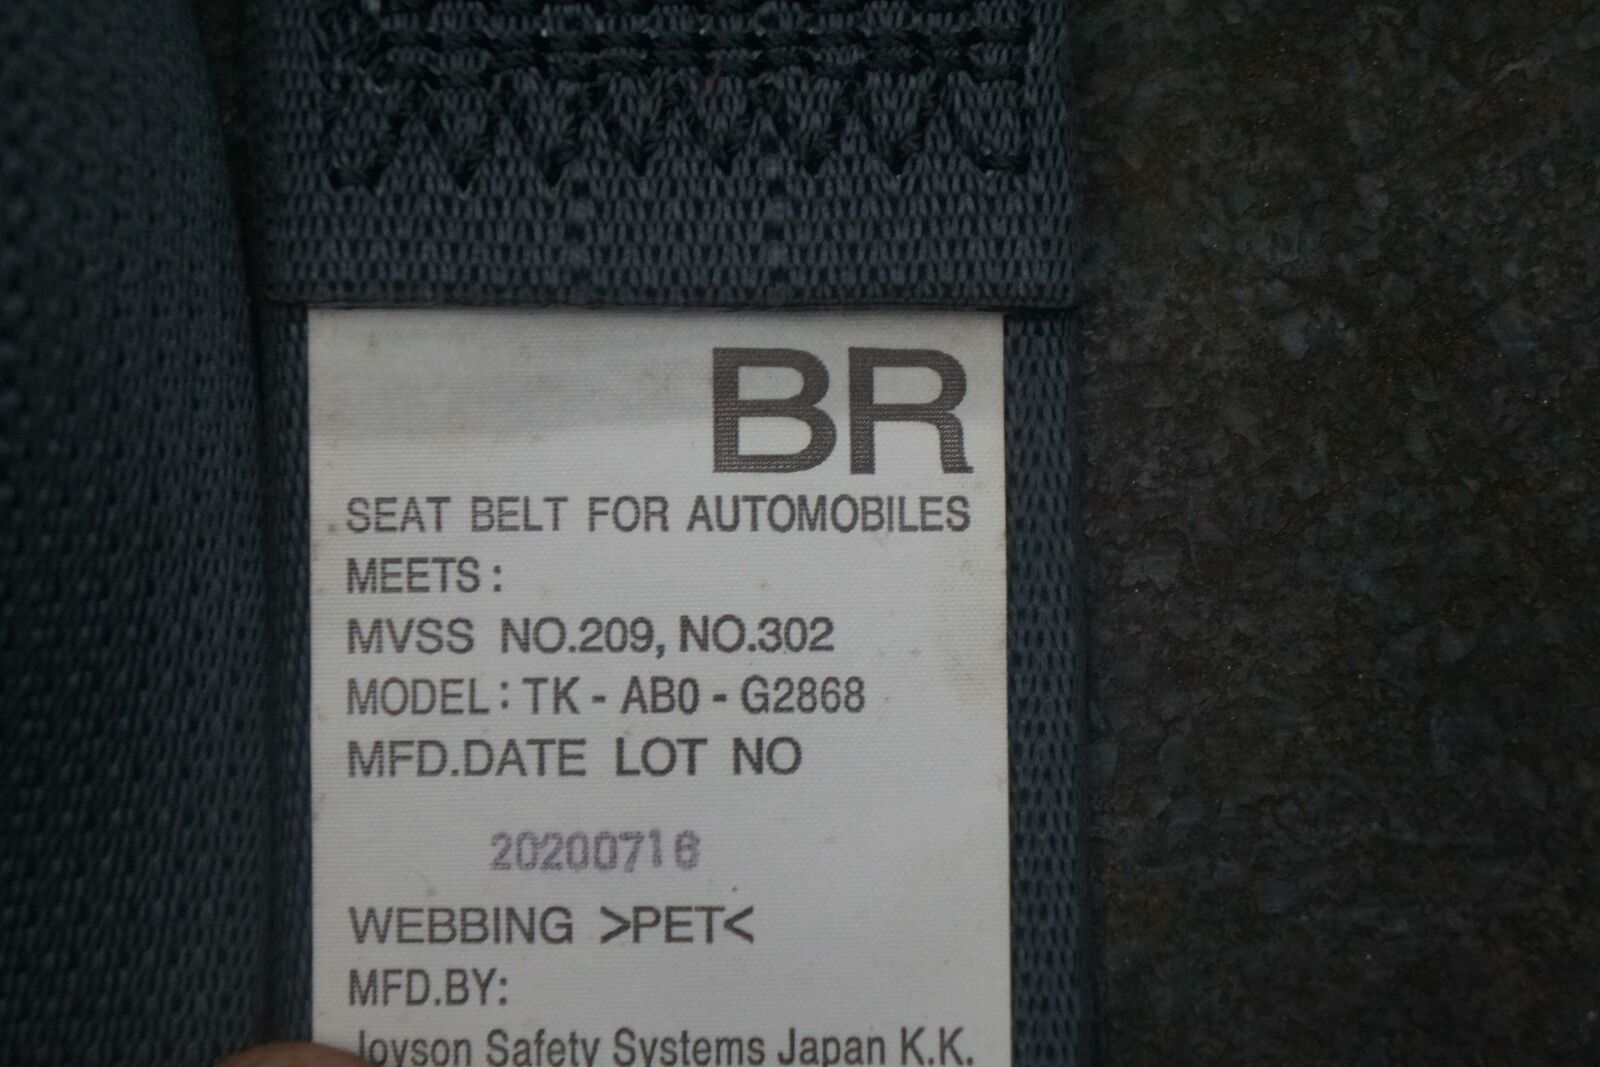 BR
SEAT BELT FOR AUTOMOBILES
MEETS :
MVSS NO.209, NO.302
MODEL : TK - AB0 - G2868
MFD.DATE LOT NO
20200716
WEBBING >PET<
MFD.BY:
Joyson Safety Systems Japan K.K.